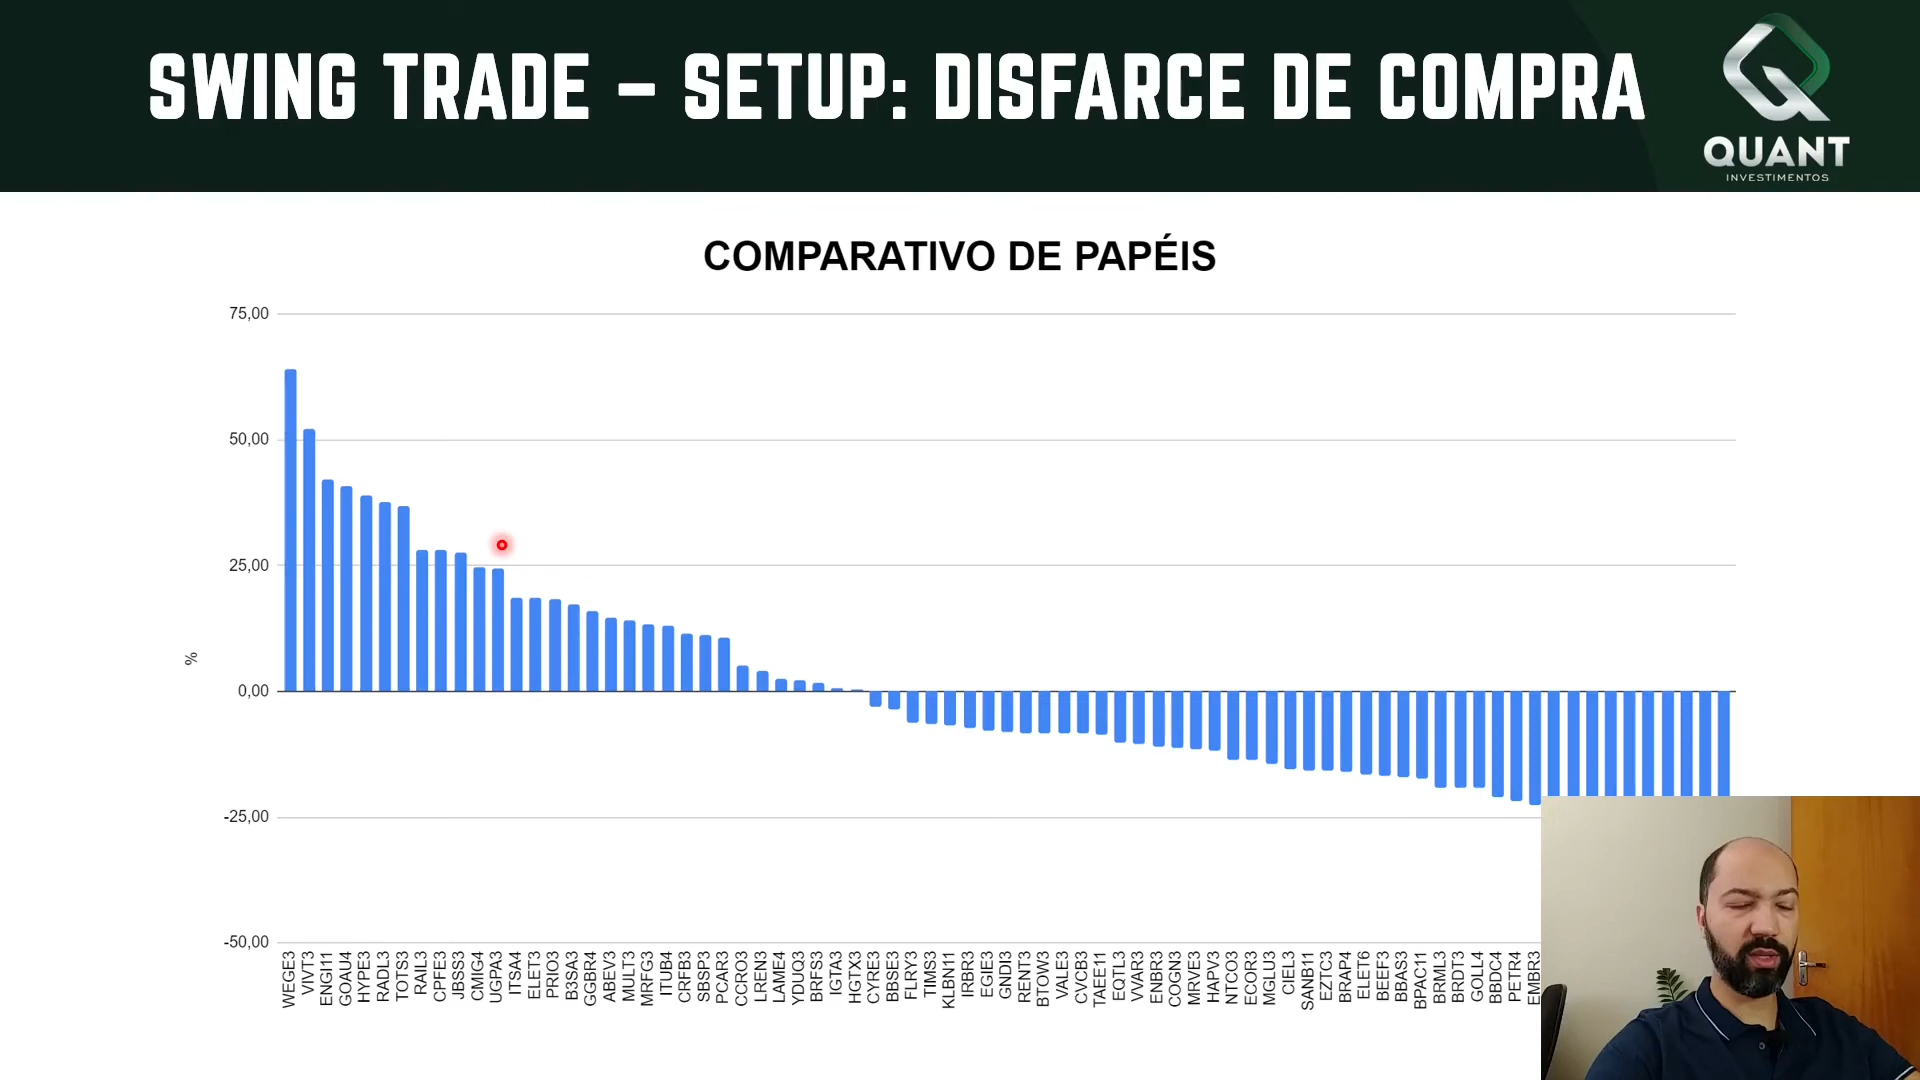 SWING TRADE – SETUP: DISFARCE DE COMPRA
QUANT
INVESTIMENTOS
COMPARATIVO DE PAPÉIS
75,00
50,00
25,00
%
0,00
-25,00
-50,00
WEGE3
VIVT3
ENGI11
GOAU4
HYPE3
RADL3
TOTS3
RAIL3
CPFE3
JBSS3
CMIG4
UGPA3
ITSA4
ELET3
PRIO3
B3SA3
GGBR4
ABEV3
MULT3
MRFG3
ITUB4
CRFB3
SBSP3
PCAR3
CCRO3
LREN3
LAME4
YDUQ3
BRFS3
IGTA3
HGTX3
CYRE3
BBSE3
FLRY3
TIMS3
KLBN11
IRBR3
EGIE3
GNDI3
RENT3
BTOW3
VALE3
CVCB3
TAEE11
EQTL3
VVAR3
ENBR3
COGN3
MRVE3
HAPV3
NTCO3
ECOR3
MGLU3
CIEL3
SANB11
EZTC3
BRAP4
ELET6
BEEF3
BBAS3
BPAC11
BRML3
BRDT3
GOLL4
BBDC4
PETR4
EMBR3